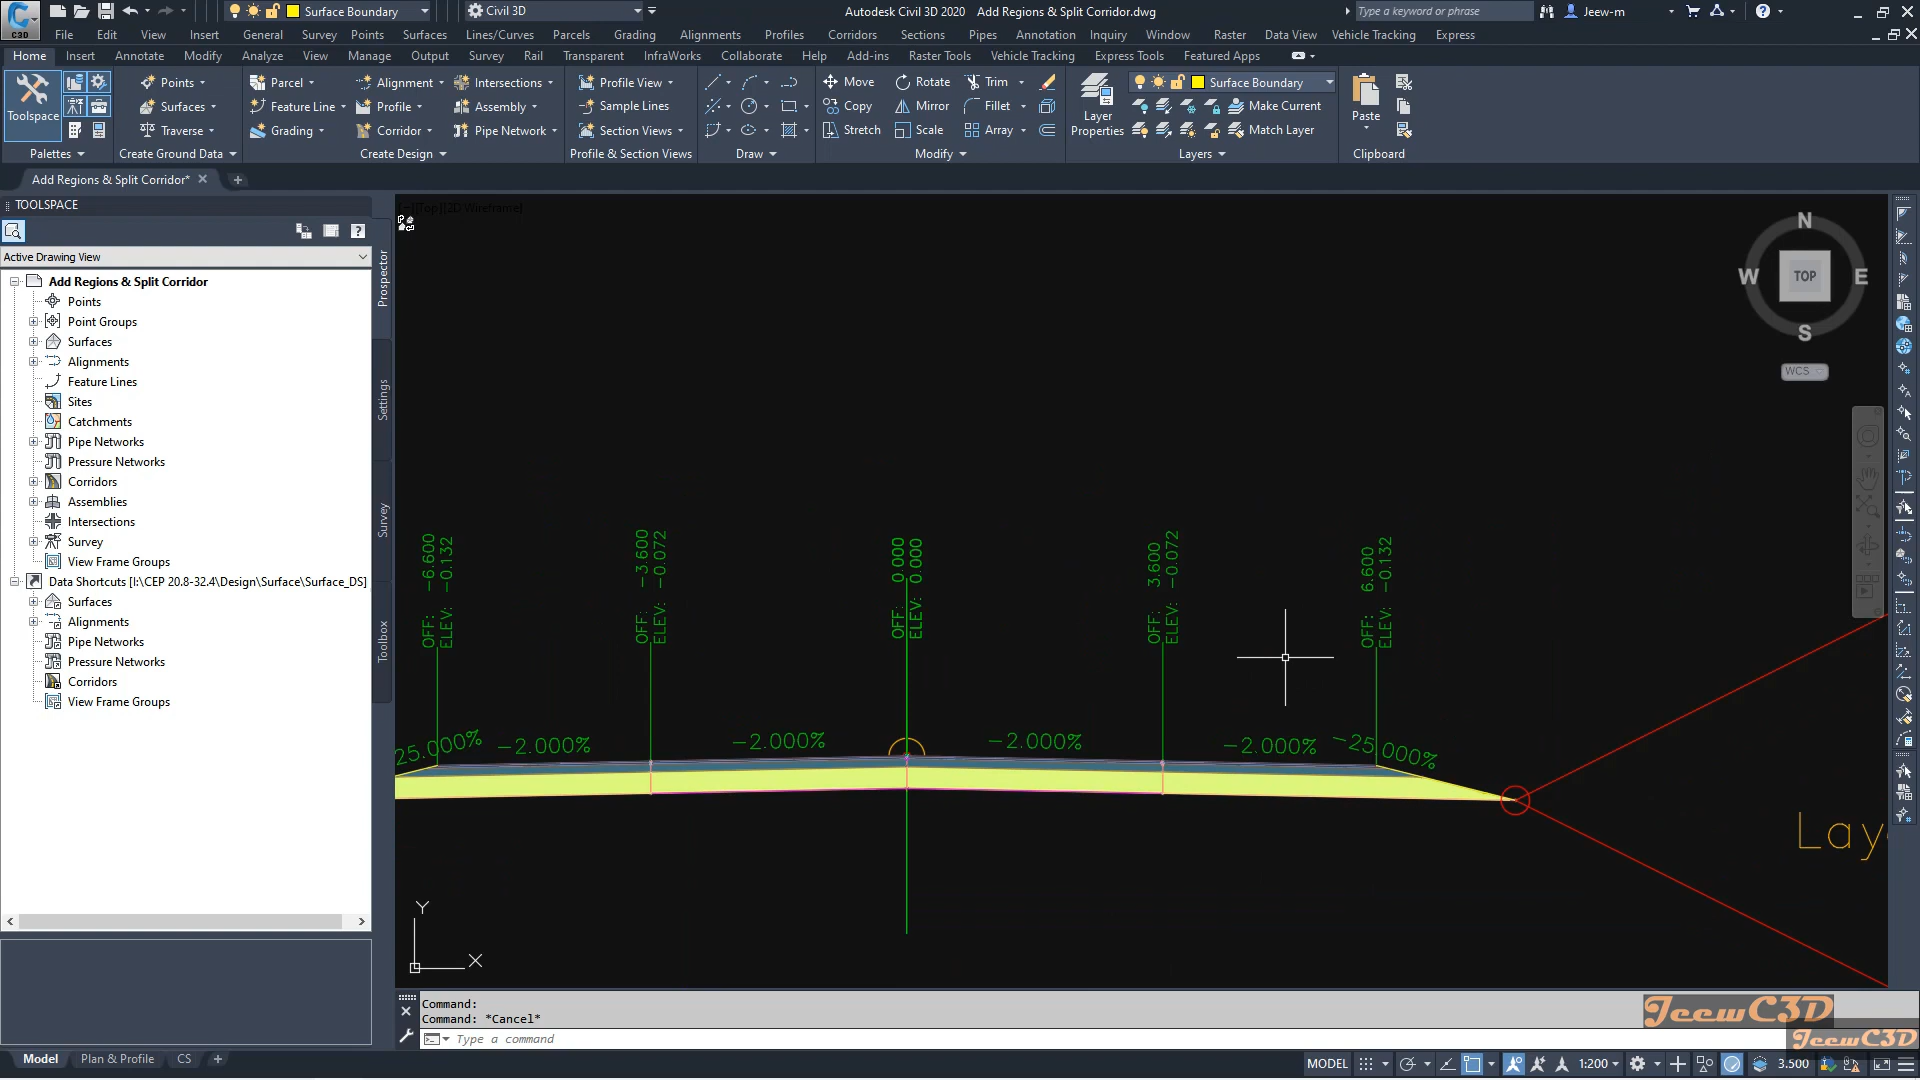 C3D
Surface Boundary
Civil 3D
Autodesk Civil 3D 2020 Add Regions & Split Corridor.dwg
Type a keyword or phrase
Jeew-m
File Edit View Insert General Survey Points Surfaces Lines/Curves Parcels Grading Alignments Profiles Corridors Sections Pipes Annotation Inquiry Window Raster Data View Vehicle Tracking Express
Home Insert Annotate Modify Analyze View Manage Output Survey Rail Transparent InfraWorks Collaborate Help Add-ins Raster Tools Vehicle Tracking Express Tools Featured Apps
Toolspace
Points
Surfaces
Traverse
Parcel
Feature Line
Grading
Alignment
Profile
Corridor
Intersections
Assembly
Pipe Network
Profile View
Sample Lines
Section Views
Move
Copy
Stretch
Rotate
Mirror
Scale
Trim
Fillet
Array
Layer Properties
Surface Boundary
Make Current
Match Layer
Paste
Palettes Create Ground Data Create Design Profile & Section Views Draw Modify Layers Clipboard
Add Regions & Split Corridor*
TOOLSPACE
Active Drawing View
Add Regions & Split Corridor
Points
Point Groups
Surfaces
Alignments
Feature Lines
Sites
Catchments
Pipe Networks
Pressure Networks
Corridors
Assemblies
Intersections
Survey
View Frame Groups
Data Shortcuts [I:\CEP 20.8-32.4\Design\Surface\Surface_DS]
Surfaces
Alignments
Pipe Networks
Pressure Networks
Corridors
View Frame Groups
Prospector
Settings
Survey
Toolbox
[−][Top][2D Wireframe]
N
W TOP E
S
WCS
OFF: -6.600
ELEV: -0.132
OFF: -3.600
ELEV: -0.072
OFF: 0.000
ELEV: 0.000
OFF: 3.600
ELEV: -0.072
OFF: 6.600
ELEV: -0.132
25.000% -2.000% -2.000% -2.000% -2.000% -25.000%
Lay
Y
X
Command:
Command: *Cancel*
Type a command
JeewC3D
JeewC3D
Model Plan & Profile CS
MODEL 1:200 3.500